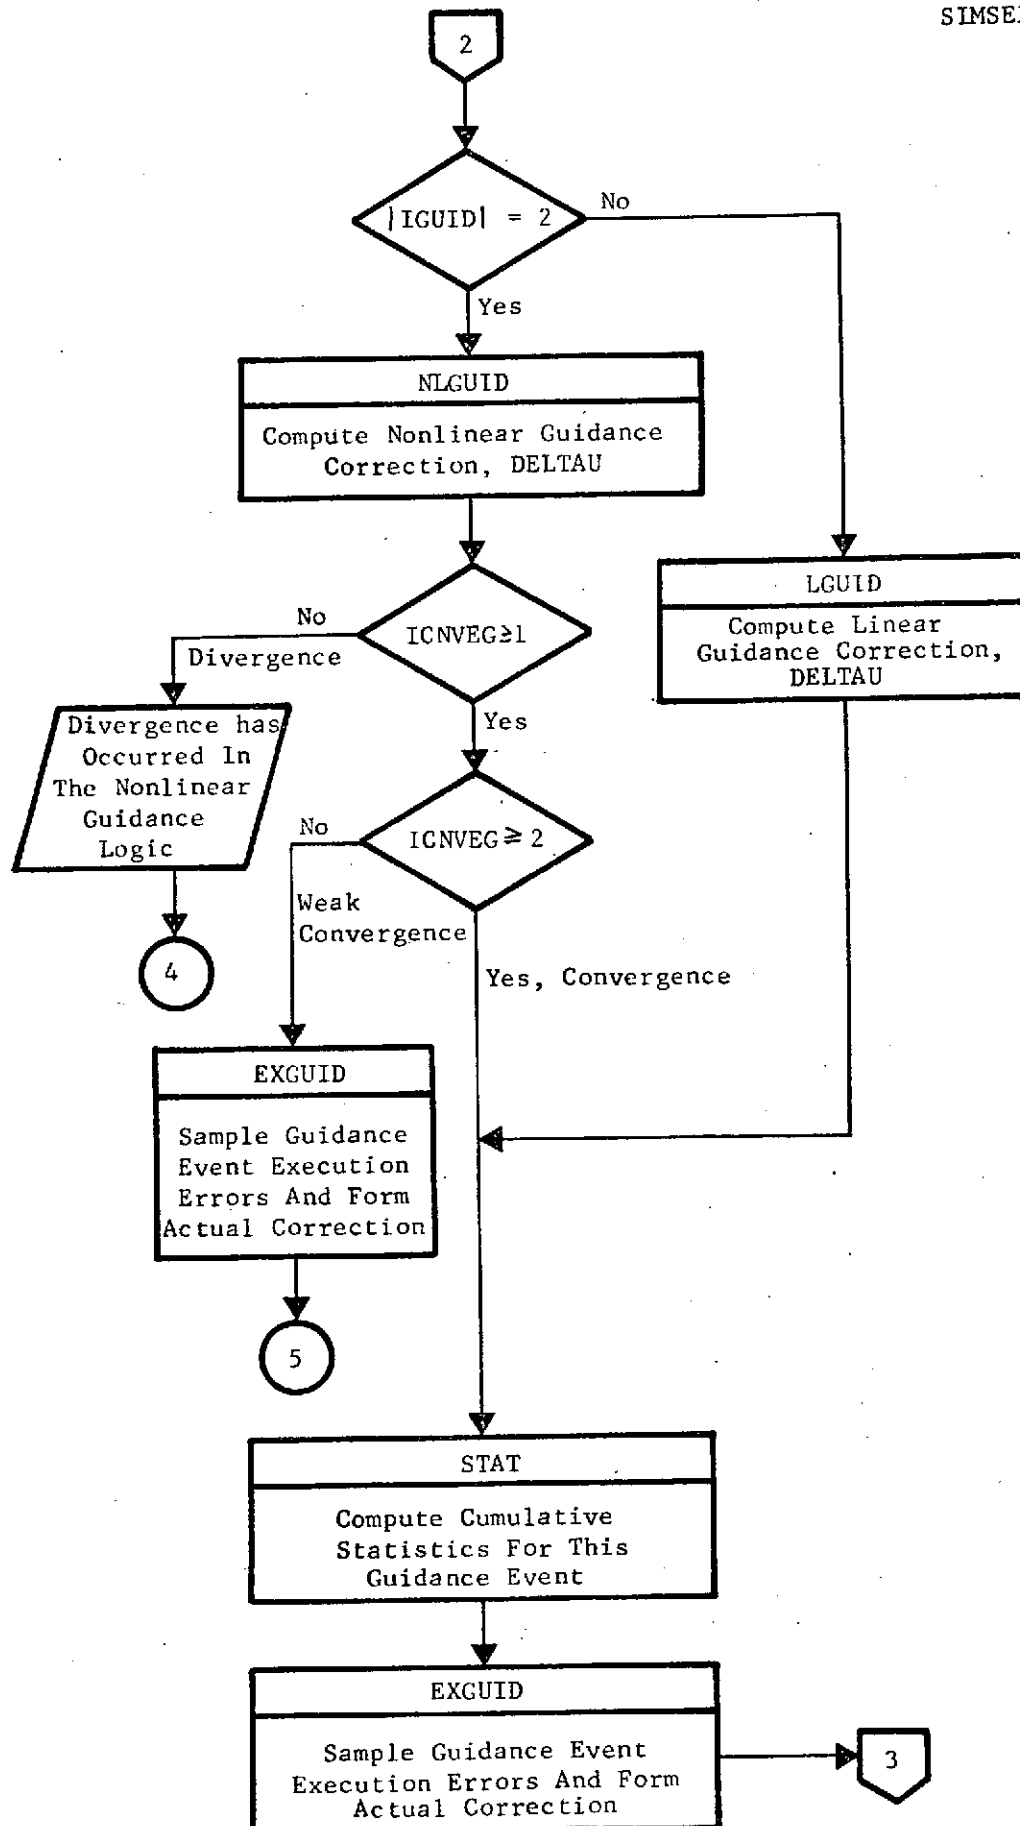 SIMSE
2
|IGUID| = 2
No
Yes
NLGUID
Compute Nonlinear Guidance
Correction, DELTAU
LGUID
Compute Linear
Guidance Correction,
DELTAU
ICNVEG≥1
No
Divergence
Yes
Divergence has
Occurred In
The Nonlinear
Guidance
Logic
ICNVEG ≥ 2
No
Weak
Convergence
Yes, Convergence
4
EXGUID
Sample Guidance
Event Execution
Errors And Form
Actual Correction
5
STAT
Compute Cumulative
Statistics For This
Guidance Event
EXGUID
Sample Guidance Event
Execution Errors And Form
Actual Correction
3